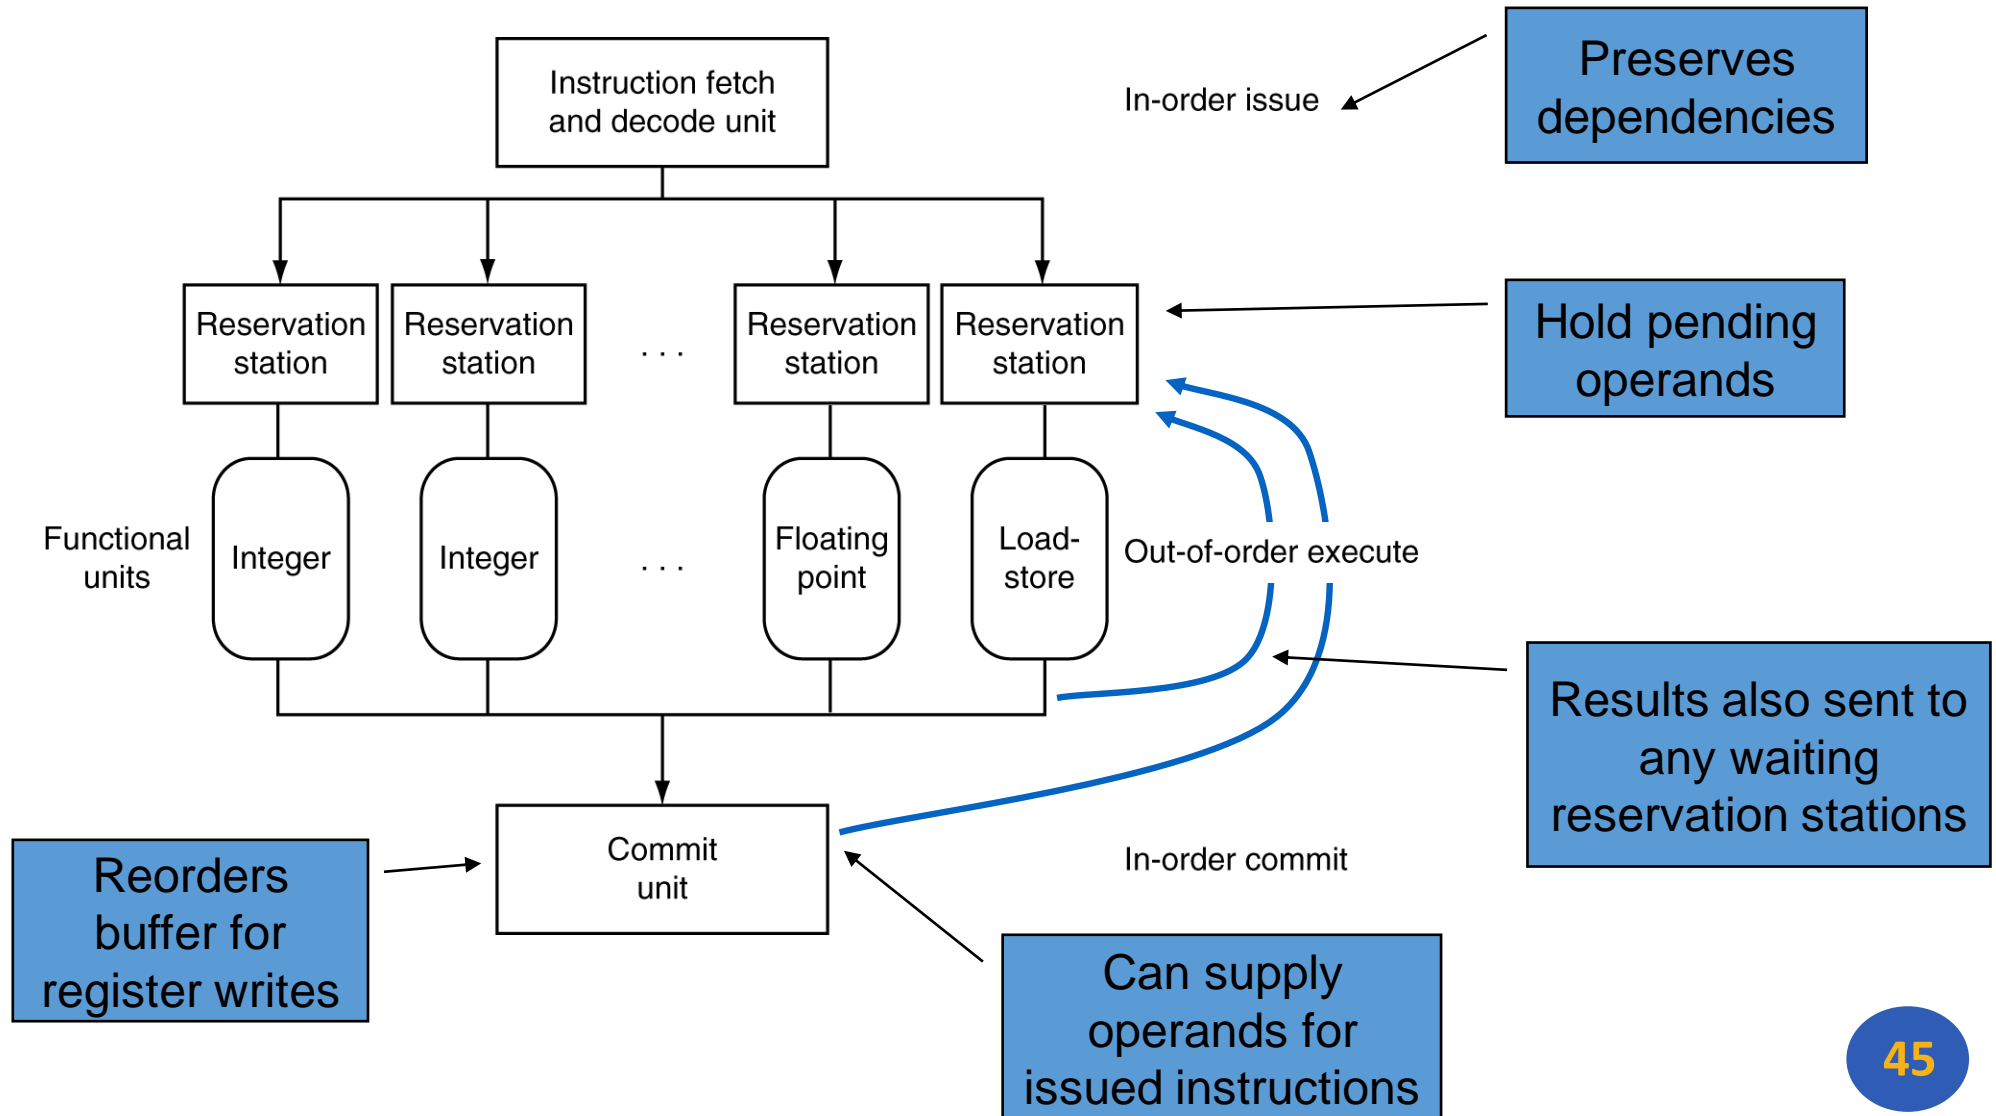 Instruction fetch
and decode unit
In-order issue
Preserves
dependencies
Reservation
station
Reservation
station
. . .
Reservation
station
Reservation
station
Hold pending
operands
Functional
units
Integer
Integer
. . .
Floating
point
Load-
store
Out-of-order execute
Results also sent to
any waiting
reservation stations
Commit
unit
In-order commit
Reorders
buffer for
register writes
Can supply
operands for
issued instructions
45